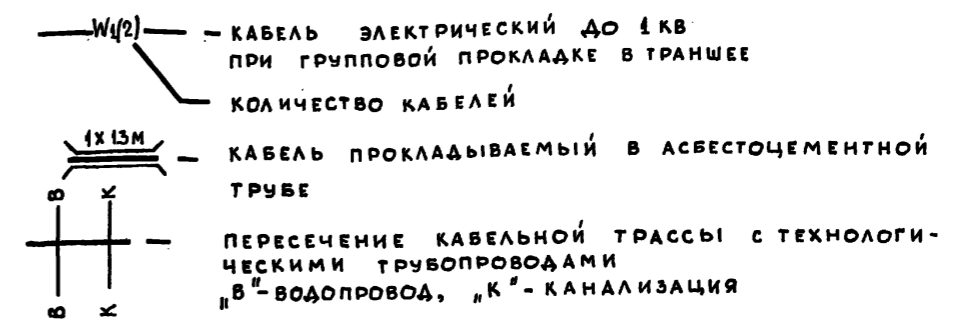 W1(2) – КАБЕЛЬ ЭЛЕКТРИЧЕСКИЙ ДО 1 КВ
ПРИ ГРУППОВОЙ ПРОКЛАДКЕ В ТРАНШЕЕ
КОЛИЧЕСТВО КАБЕЛЕЙ
1 X 13М
– КАБЕЛЬ ПРОКЛАДЫВАЕМЫЙ В АСБЕСТОЦЕМЕНТНОЙ
ТРУБЕ
В К
– ПЕРЕСЕЧЕНИЕ КАБЕЛЬНОЙ ТРАССЫ С ТЕХНОЛОГИ-
ЧЕСКИМИ ТРУБОПРОВОДАМИ
„В"-ВОДОПРОВОД, „К"-КАНАЛИЗАЦИЯ
В К